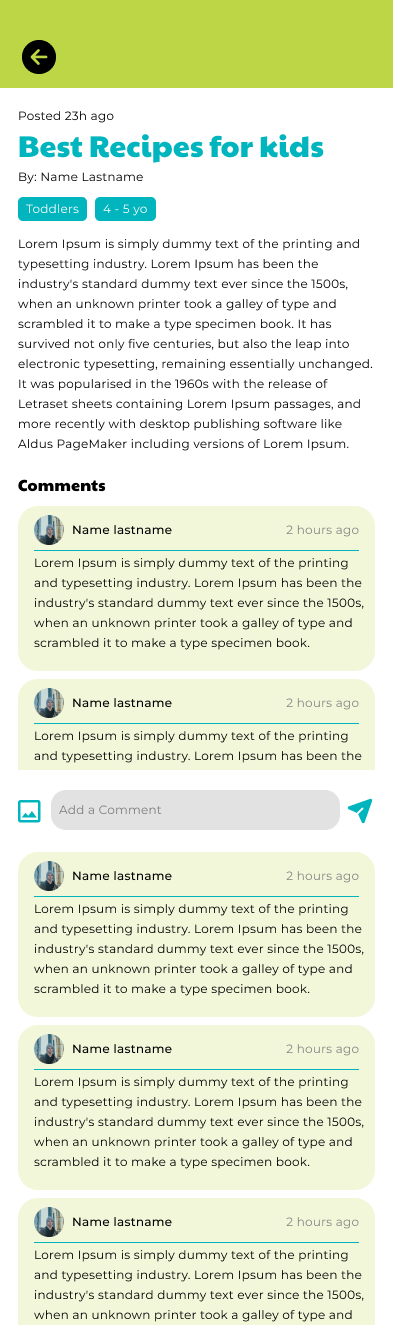 Posted 23h ago
Best Recipes for kids
By: Name Lastname
Toddlers 4 - 5 yo
Lorem Ipsum is simply dummy text of the printing and
typesetting industry. Lorem Ipsum has been the
industry's standard dummy text ever since the 1500s,
when an unknown printer took a galley of type and
scrambled it to make a type specimen book. It has
survived not only five centuries, but also the leap into
electronic typesetting, remaining essentially unchanged.
It was popularised in the 1960s with the release of
Letraset sheets containing Lorem Ipsum passages, and
more recently with desktop publishing software like
Aldus PageMaker including versions of Lorem Ipsum.
Comments
Name lastname 2 hours ago
Lorem Ipsum is simply dummy text of the printing
and typesetting industry. Lorem Ipsum has been the
industry's standard dummy text ever since the 1500s,
when an unknown printer took a galley of type and
scrambled it to make a type specimen book.
Name lastname 2 hours ago
Lorem Ipsum is simply dummy text of the printing
and typesetting industry. Lorem Ipsum has been the
Add a Comment
Name lastname 2 hours ago
Lorem Ipsum is simply dummy text of the printing
and typesetting industry. Lorem Ipsum has been the
industry's standard dummy text ever since the 1500s,
when an unknown printer took a galley of type and
scrambled it to make a type specimen book.
Name lastname 2 hours ago
Lorem Ipsum is simply dummy text of the printing
and typesetting industry. Lorem Ipsum has been the
industry's standard dummy text ever since the 1500s,
when an unknown printer took a galley of type and
scrambled it to make a type specimen book.
Name lastname 2 hours ago
Lorem Ipsum is simply dummy text of the printing
and typesetting industry. Lorem Ipsum has been the
industry's standard dummy text ever since the 1500s,
when an unknown printer took a galley of type and